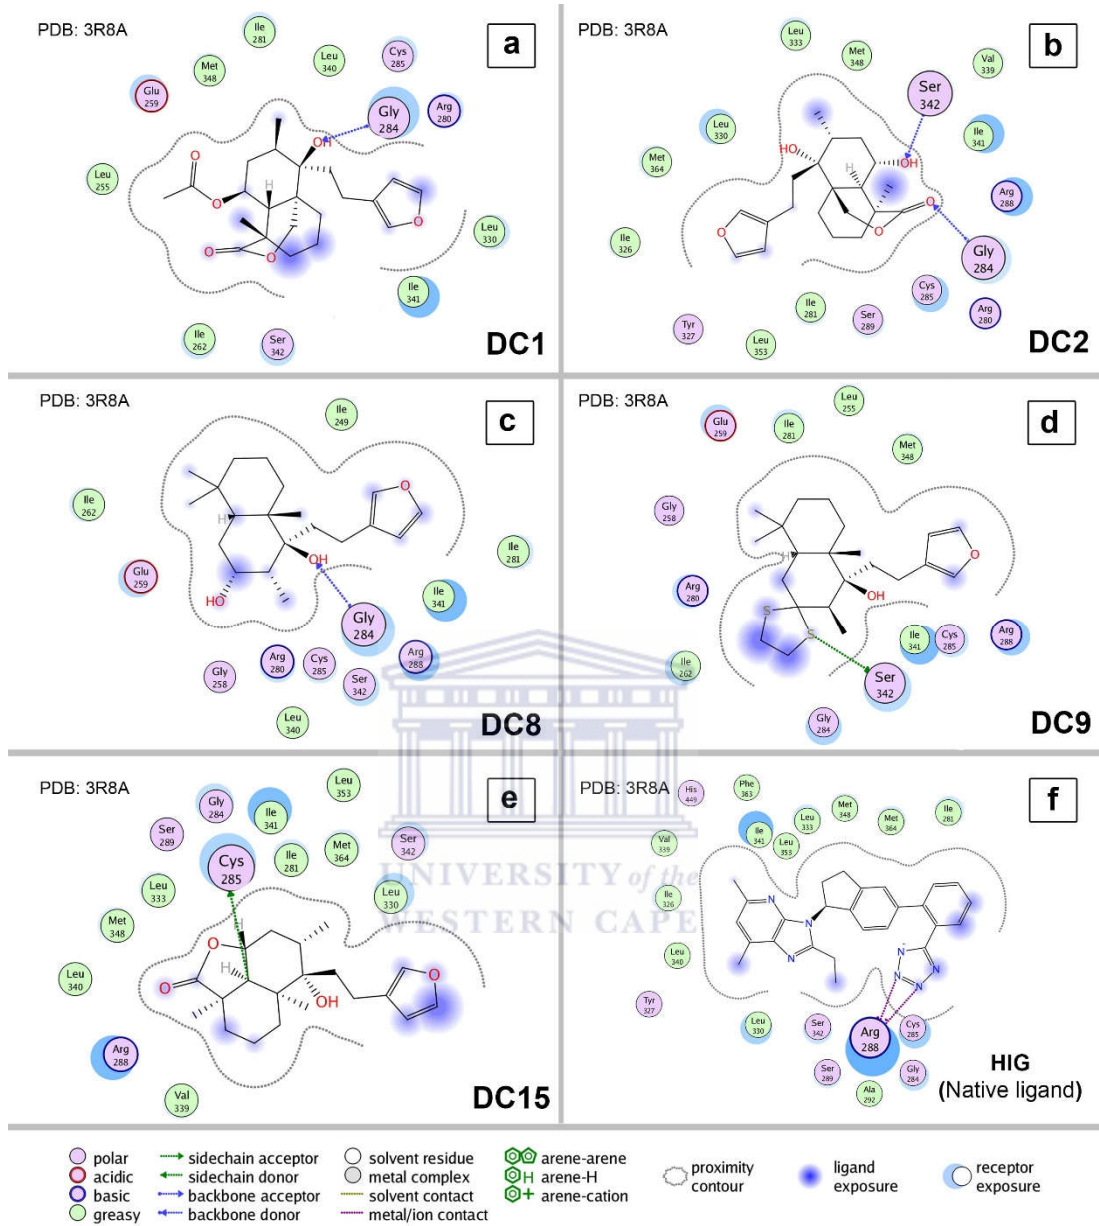 PDB: 3R8A
a
Ile
281
Leu
340
Cys
285
Met
348
Glu
259
Gly
284
Arg
280
OH
O
O
H
Leu
255
O
Leu
330
O
O
Ile
341
Ile
262
Ser
342
DC1
PDB: 3R8A
b
Leu
333
Met
348
Val
339
Ser
342
Leu
330
Ile
341
HO
H
OH
Met
364
Arg
288
O
O
O
Ile
326
Gly
284
Cys
285
Ile
281
Ser
289
Arg
280
Tyr
327
Leu
353
DC2
PDB: 3R8A
c
Ile
249
O
Ile
262
H
OH
Ile
281
Glu
259
HO
Ile
341
Gly
284
Arg
288
Gly
258
Arg
280
Cys
285
Ser
342
Leu
340
DC8
PDB: 3R8A
d
Leu
255
Glu
259
Ile
281
Met
348
Gly
258
O
H
Arg
280
OH
S
S
Ile
341
Cys
285
Arg
288
Ile
262
Ser
342
Gly
284
DC9
PDB: 3R8A
e
Leu
353
Gly
284
Ile
341
Ser
289
Ser
342
Cys
285
Ile
281
Met
364
Leu
333
Leu
330
Met
348
H
O
H
O
Leu
340
O
OH
Arg
288
Val
339
DC15
PDB: 3R8A
f
His
449
Phe
363
Leu
333
Met
348
Met
364
Ile
281
Ile
341
Leu
353
Val
339
Ile
326
N
N
N
N
N
N
N
Leu
340
Tyr
327
Leu
330
Ser
342
Arg
288
Cys
285
Ser
289
Ala
292
Gly
284
HIG
(Native ligand)
UNIVERSITY of the
WESTERN CAPE
polar
acidic
basic
greasy
sidechain acceptor
sidechain donor
backbone acceptor
backbone donor
solvent residue
metal complex
solvent contact
metal/ion contact
arene-arene
H arene-H
+ arene-cation
proximity
contour
ligand
exposure
receptor
exposure